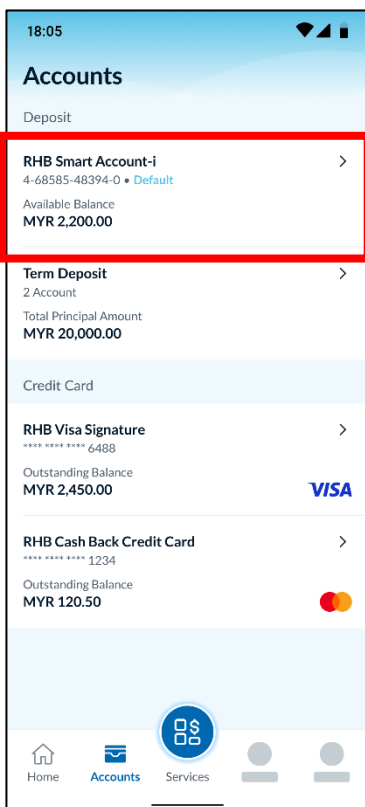 18:05
Accounts
Deposit
RHB Smart Account-i
4-68585-48394-0 • Default
Available Balance
MYR 2,200.00
Term Deposit
2 Account
Total Principal Amount
MYR 20,000.00
Credit Card
RHB Visa Signature
**** **** **** 6488
Outstanding Balance
MYR 2,450.00
VISA
RHB Cash Back Credit Card
**** **** **** 1234
Outstanding Balance
MYR 120.50
Home
Accounts
Services